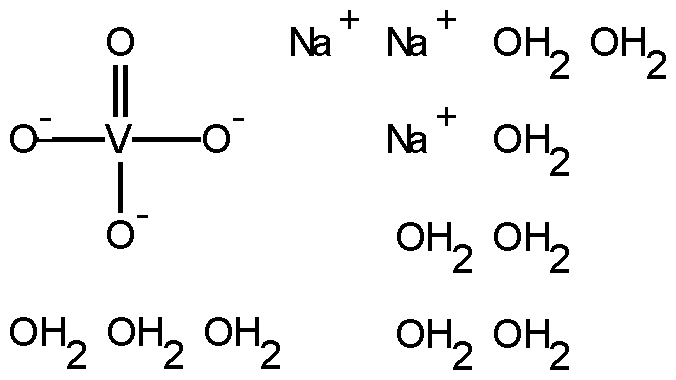 O Na⁺ Na⁺ OH₂ OH₂
O⁻ V O⁻ Na⁺ OH₂
O⁻ OH₂ OH₂
OH₂ OH₂ OH₂ OH₂ OH₂